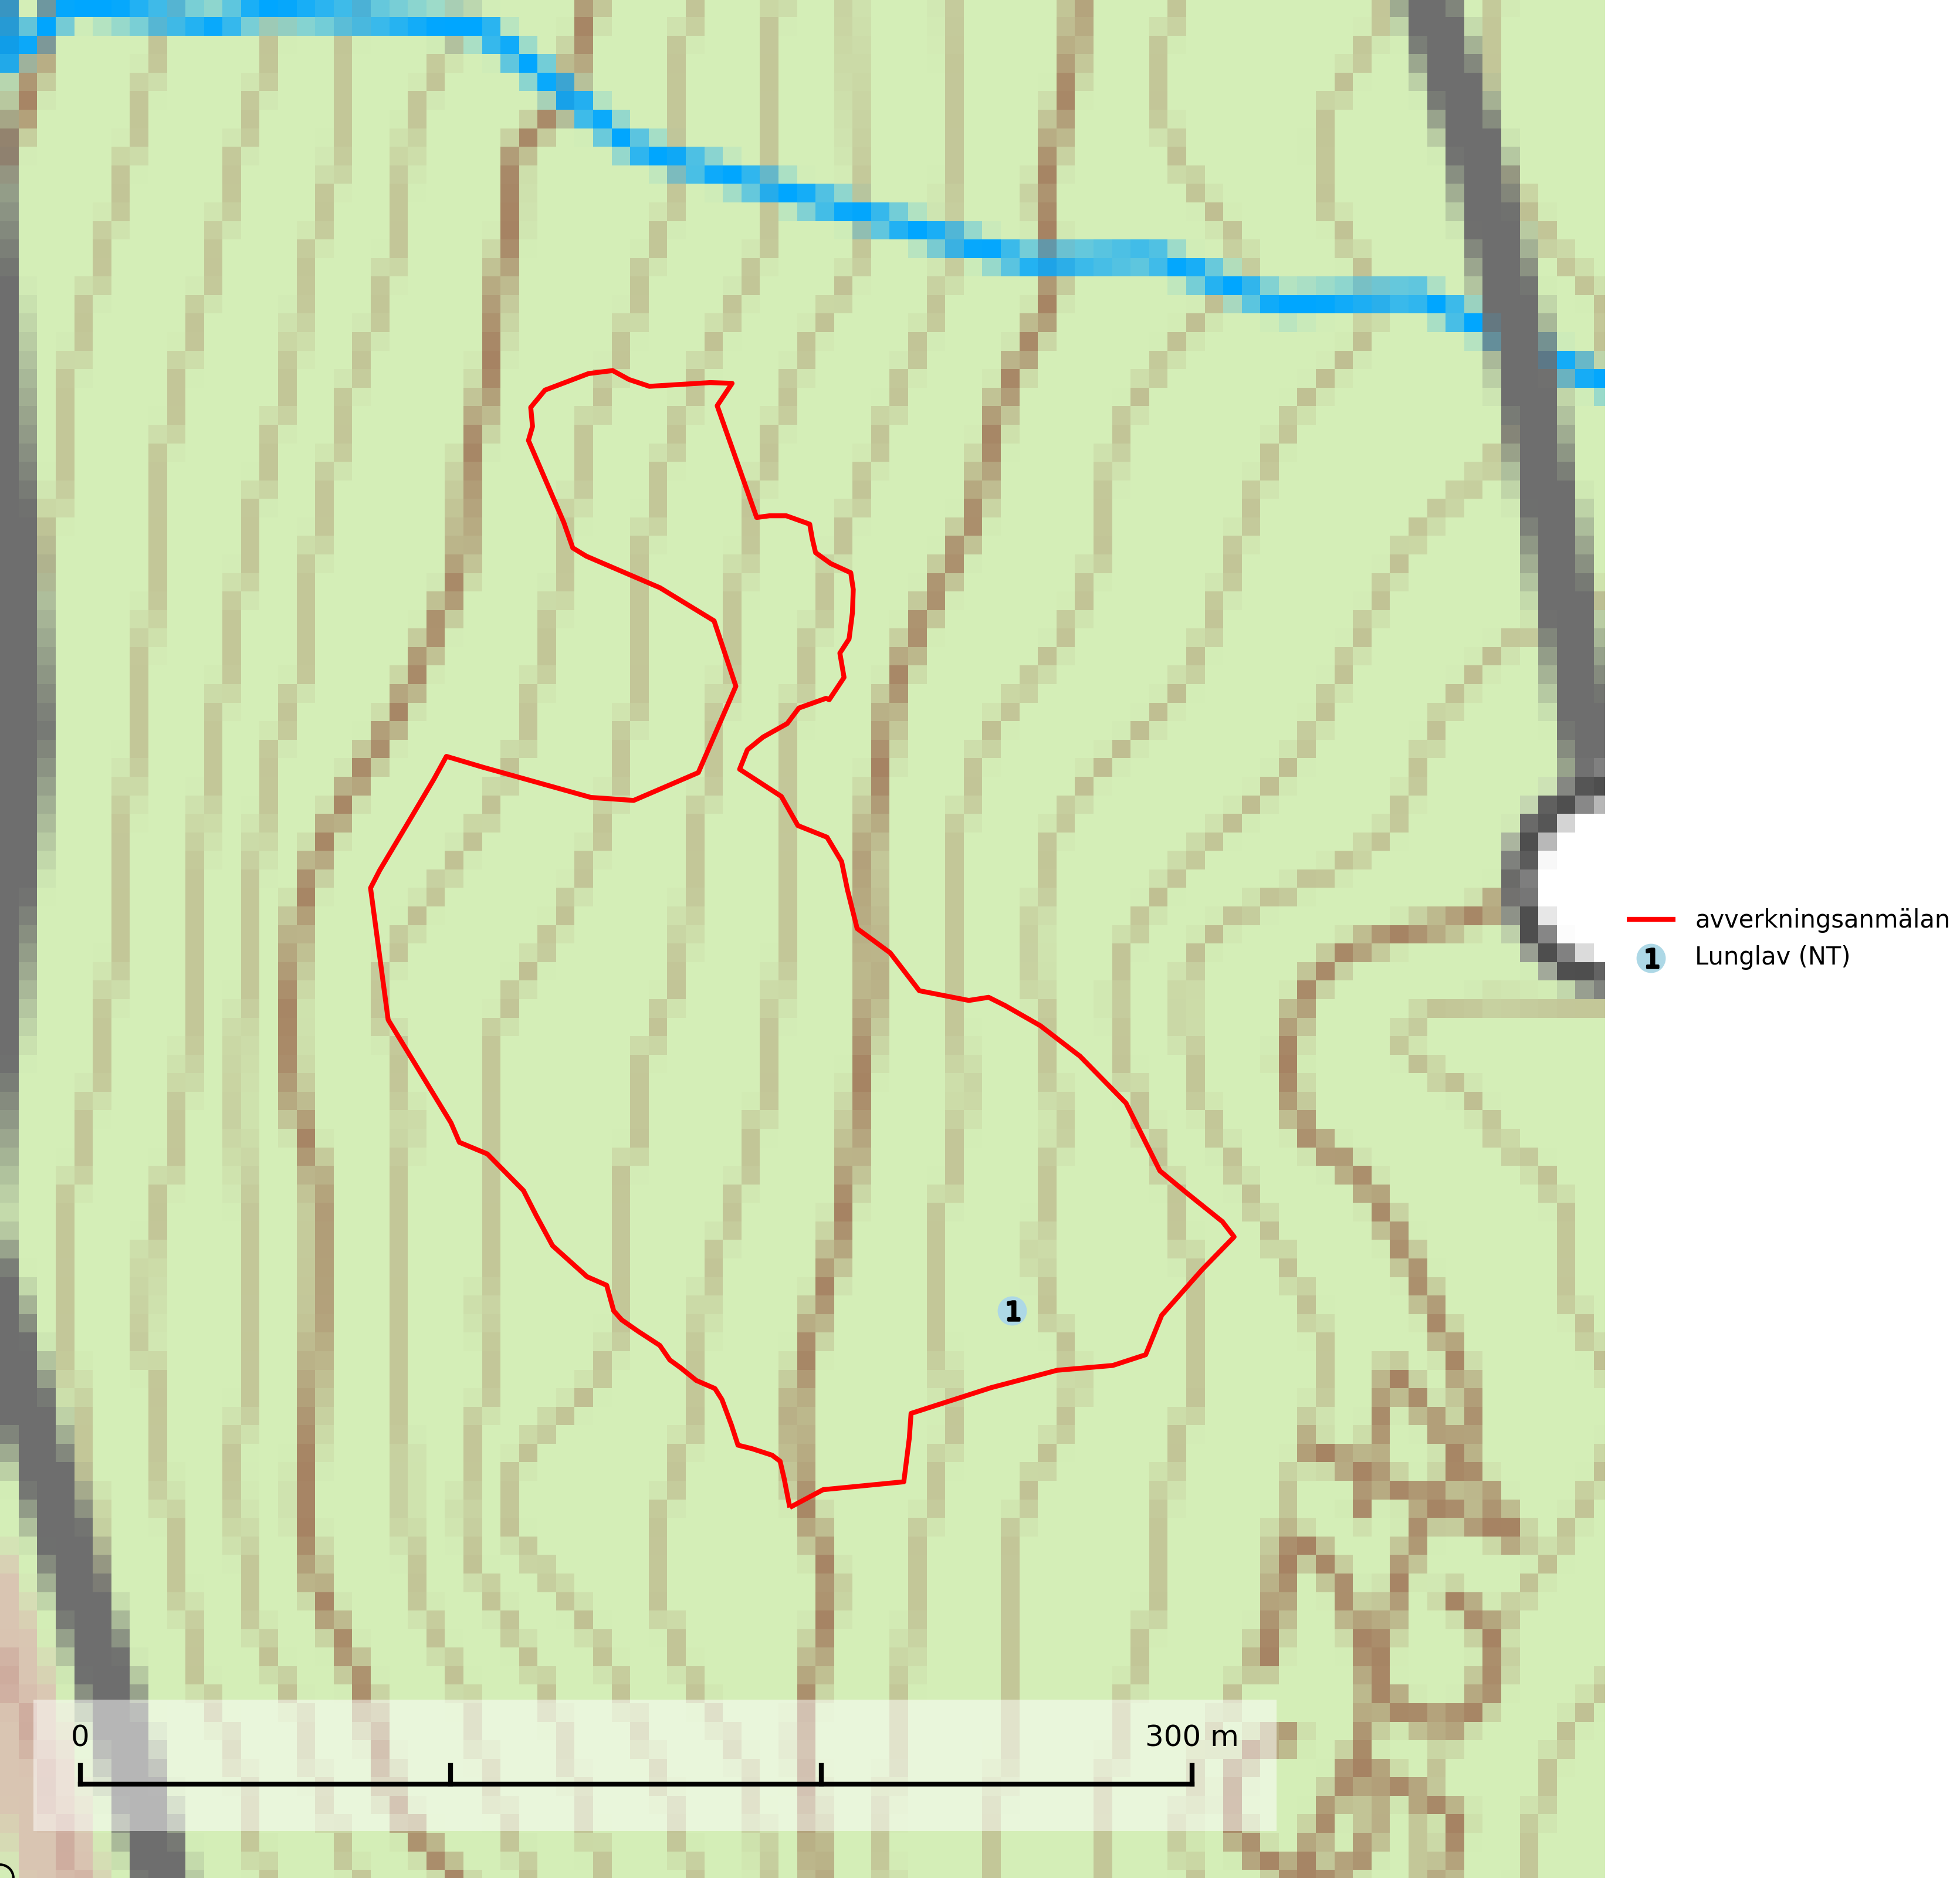 avverkningsanmälan
1 Lunglav (NT)
1
0 300 m